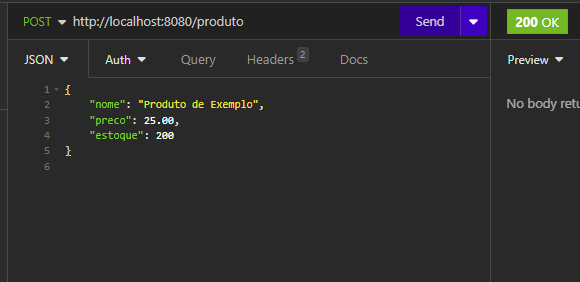 POST http://localhost:8080/produto Send 200 OK
JSON Auth Query Headers 2 Docs Preview
1 {
2 "nome": "Produto de Exemplo",
3 "preco": 25.00,
4 "estoque": 200
5 }
6
No body retu